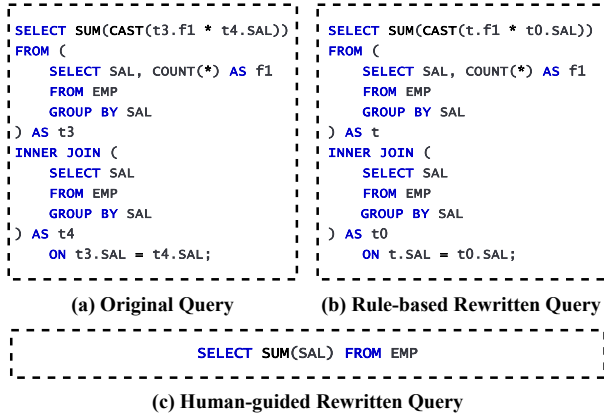 SELECT SUM(CAST(t3.f1 * t4.SAL))
FROM (
SELECT SAL, COUNT(*) AS f1
FROM EMP
GROUP BY SAL
) AS t3
INNER JOIN (
SELECT SAL
FROM EMP
GROUP BY SAL
) AS t4
ON t3.SAL = t4.SAL;
(a) Original Query
SELECT SUM(CAST(t.f1 * t0.SAL))
FROM (
SELECT SAL, COUNT(*) AS f1
FROM EMP
GROUP BY SAL
) AS t
INNER JOIN (
SELECT SAL
FROM EMP
GROUP BY SAL
) AS t0
ON t.SAL = t0.SAL;
(b) Rule-based Rewritten Query
SELECT SUM(SAL) FROM EMP
(c) Human-guided Rewritten Query